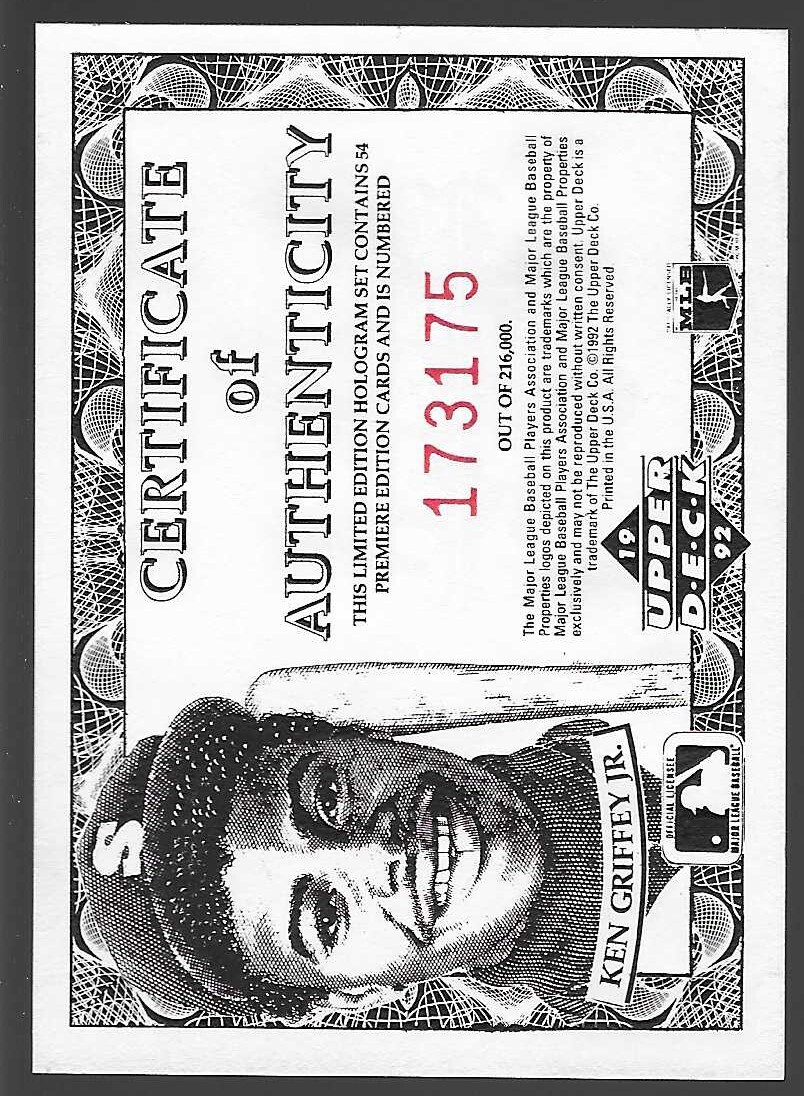 CERTIFICATE
of
AUTHENTICITY
THIS LIMITED EDITION HOLOGRAM SET CONTAINS 54
PREMIERE EDITION CARDS AND IS NUMBERED
173175
OUT OF 216,000.
The Major League Baseball Players Association and Major League Baseball
Properties logos depicted on this product are trademarks which are the property of
Major League Baseball Players Association and Major League Baseball Properties
exclusively and may not be reproduced without written consent. Upper Deck is a
trademark of The Upper Deck Co. ©1992 The Upper Deck Co.
Printed in the U.S.A. All Rights Reserved
S
KEN GRIFFEY JR.
OFFICIAL LICENSEE
MAJOR LEAGUE BASEBALL
19
UPPER
D·E·C·K
92